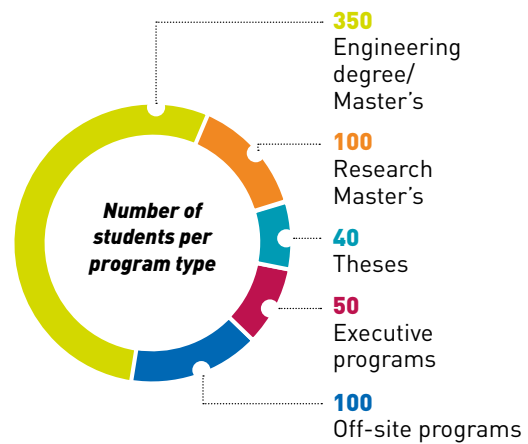 350
Engineering
degree/
Master's
100
Research
Master's
Number of
students per
program type
40
Theses
50
Executive
programs
100
Off-site programs